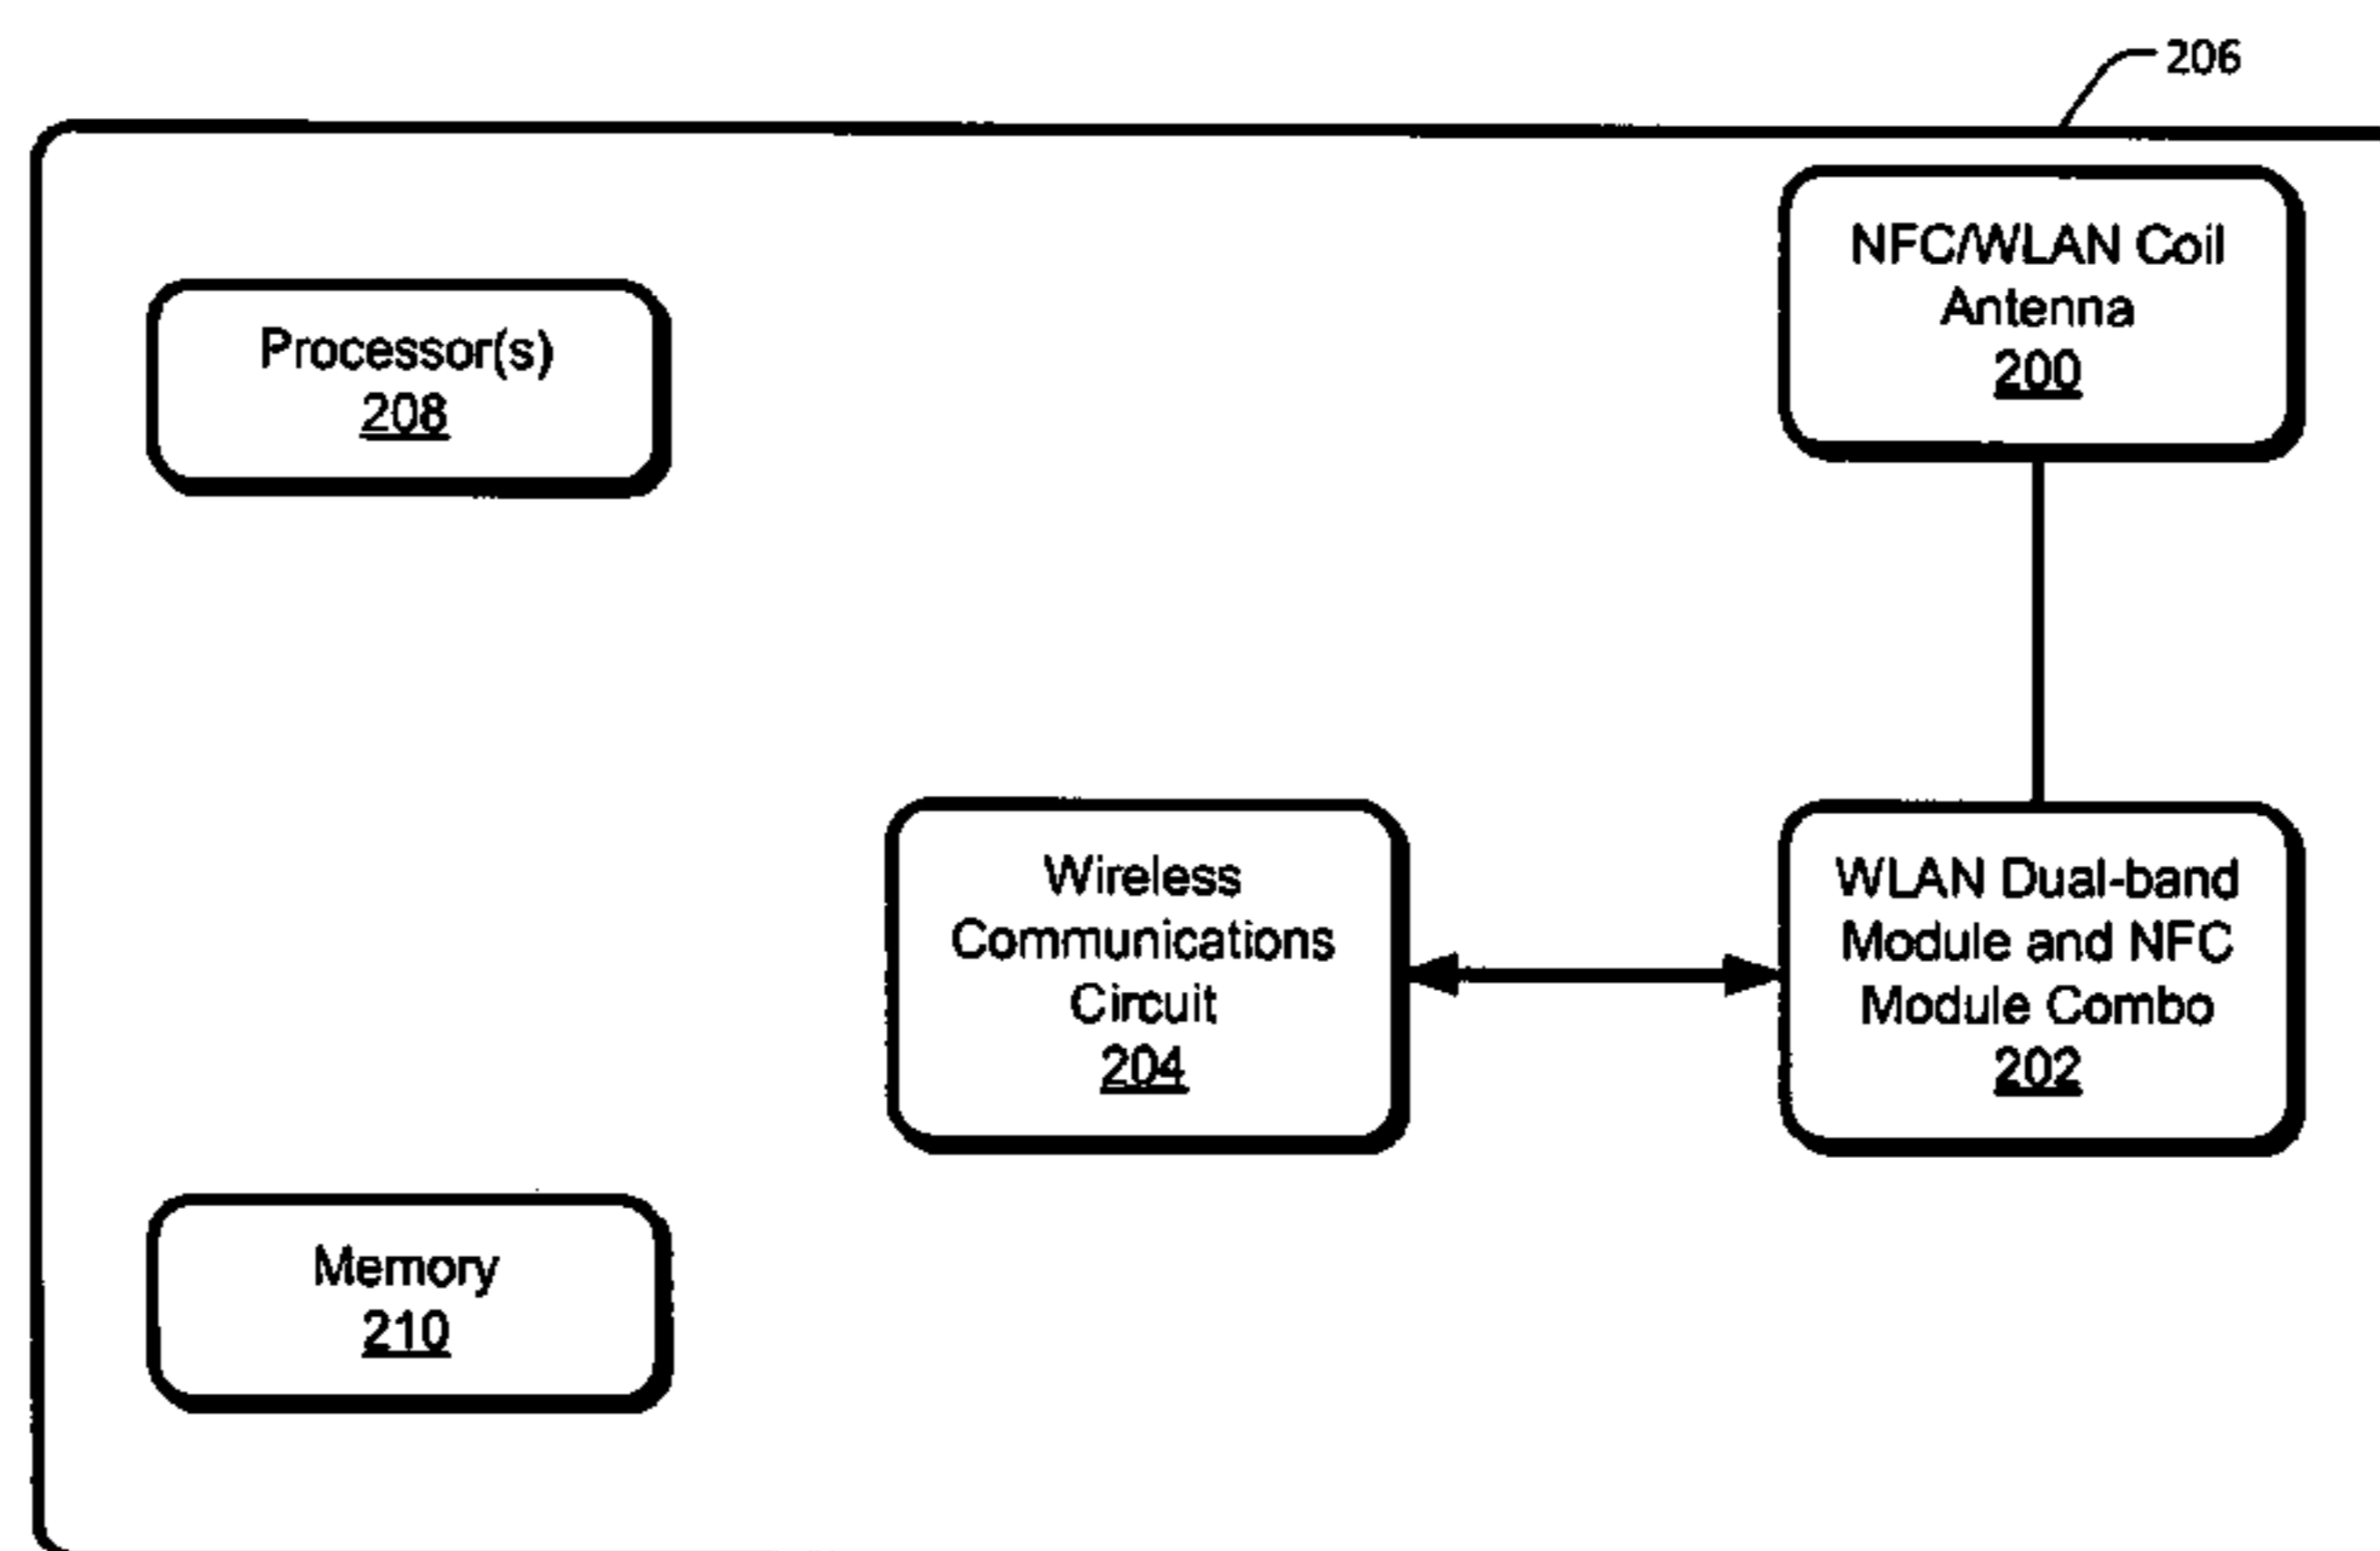 206
NFC/WLAN Coil
Antenna
200
Processor(s)
208
Wireless
Communications
Circuit
204
WLAN Dual-band
Module and NFC
Module Combo
202
Memory
210